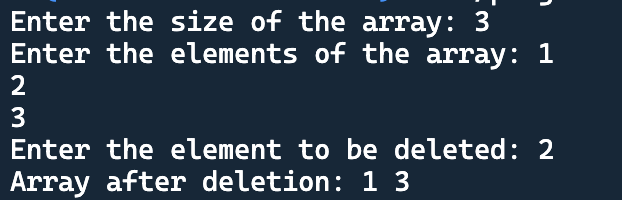 Enter the size of the array: 3
Enter the elements of the array: 1
2
3
Enter the element to be deleted: 2
Array after deletion: 1 3